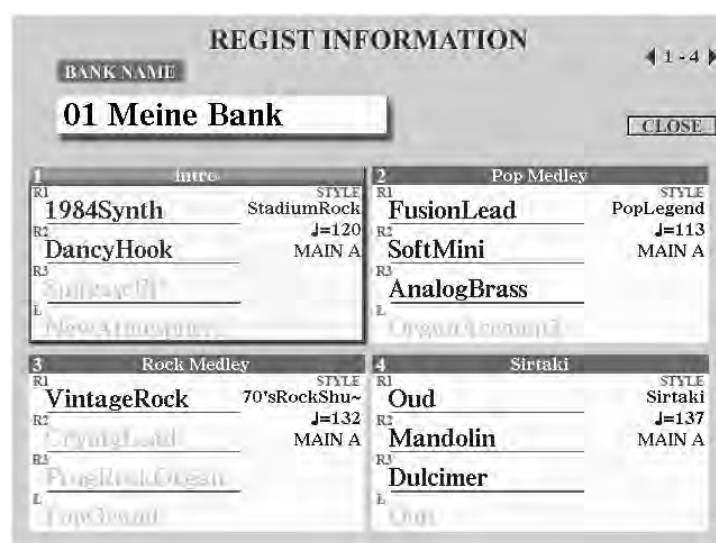 REGIST INFORMATION
1 - 4
BANK NAME
01 Meine Bank
CLOSE
1 Intro
R1 STYLE
1984Synth StadiumRock
♩=120
R2
DancyHook MAIN A
R3
L
2 Pop Medley
R1 STYLE
FusionLead PopLegend
♩=113
R2
SoftMini MAIN A
R3
AnalogBrass
L
3 Rock Medley
R1 STYLE
VintageRock 70'sRockShu~
♩=132
R2
MAIN A
R3
ProgRockOrgan
L
PopGrand
4 Sirtaki
R1 STYLE
Oud Sirtaki
♩=137
R2
Mandolin MAIN A
R3
Dulcimer
L
Oud